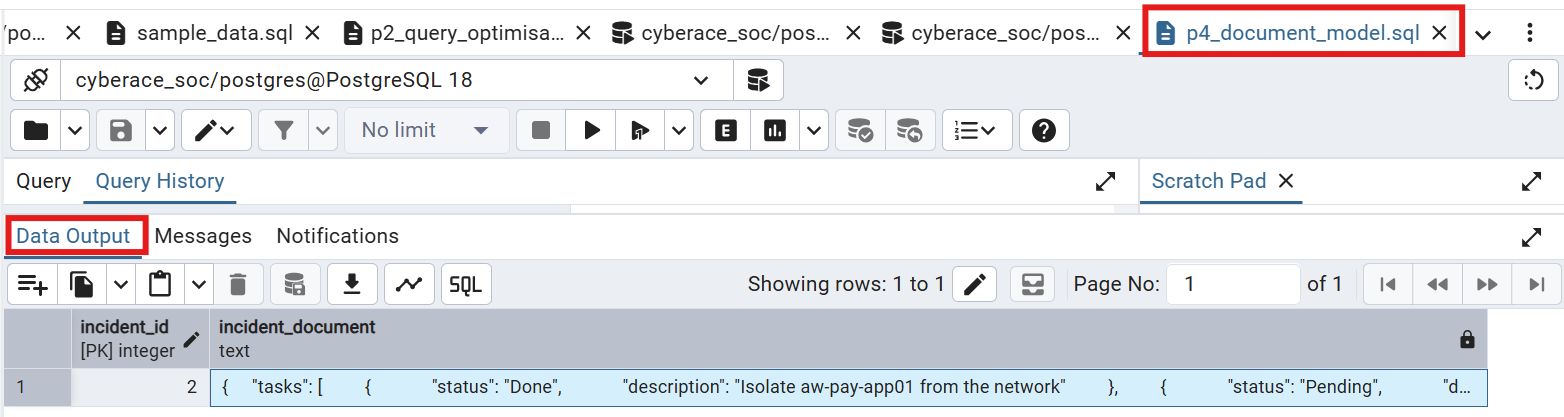 /po... sample_data.sql p2_query_optimisa... cyberace_soc/pos... cyberace_soc/pos... p4_document_model.sql
cyberace_soc/postgres@PostgreSQL 18
No limit E
Query Query History Scratch Pad
Data Output Messages Notifications
SQL Showing rows: 1 to 1 Page No: 1 of 1
incident_id incident_document
[PK] integer text
1 2 { "tasks": [ { "status": "Done", "description": "Isolate aw-pay-app01 from the network" }, { "status": "Pending", "d...